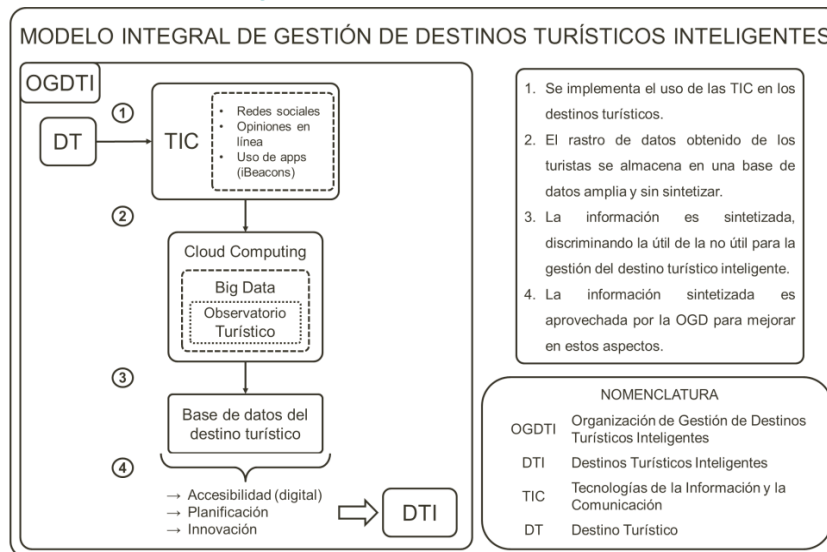 MODELO INTEGRAL DE GESTIÓN DE DESTINOS TURÍSTICOS INTELIGENTES
OGDTI
1
DT
TIC
• Redes sociales
• Opiniones en
línea
• Uso de apps
(iBeacons)
2
Cloud Computing
Big Data
Observatorio
Turístico
3
Base de datos del
destino turístico
4
→ Accesibilidad (digital)
→ Planificación
→ Innovación
DTI
1. Se implementa el uso de las TIC en los
destinos turísticos.
2. El rastro de datos obtenido de los
turistas se almacena en una base de
datos amplia y sin sintetizar.
3. La información es sintetizada,
discriminando la útil de la no útil para la
gestión del destino turístico inteligente.
4. La información sintetizada es
aprovechada por la OGD para mejorar
en estos aspectos.
NOMENCLATURA
OGDTI Organización de Gestión de Destinos
Turísticos Inteligentes
DTI Destinos Turísticos Inteligentes
TIC Tecnologías de la Información y la
Comunicación
DT Destino Turístico